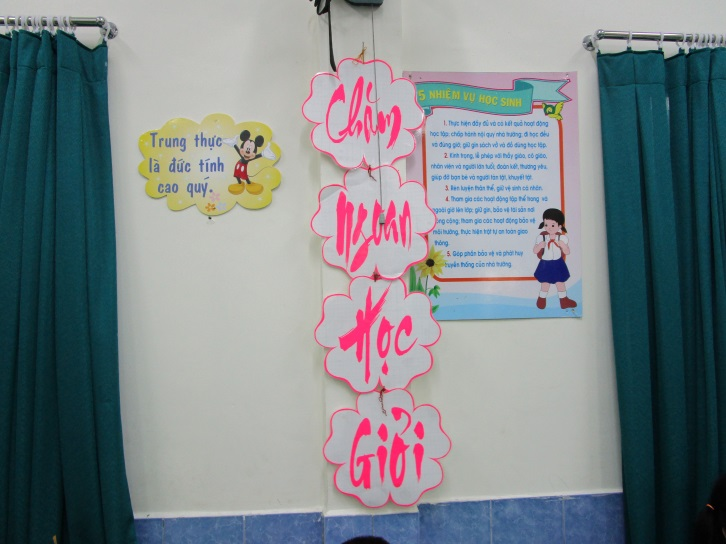 Trung thực
là đức tính
cao quý.
Chăm
Ngoan
Học
Giỏi
5 NHIỆM VỤ HỌC SINH
1. Thực hiện đầy đủ và có kết quả hoạt động
học tập; chấp hành nội quy nhà trường; đi học đều
và đúng giờ; giữ gìn sách vở và đồ dùng học tập.
2. Kính trọng, lễ phép với thầy giáo, cô giáo,
nhân viên và người lớn tuổi; đoàn kết, thương yêu,
giúp đỡ bạn bè và người tàn tật, khuyết tật.
3. Rèn luyện thân thể, giữ vệ sinh cá nhân.
4. Tham gia các hoạt động tập thể trong và
ngoài giờ lên lớp; giữ gìn, bảo vệ tài sản nơi
công cộng; tham gia các hoạt động bảo vệ
môi trường, thực hiện trật tự an toàn giao
thông.
5. Góp phần bảo vệ và phát huy
truyền thống của nhà trường.